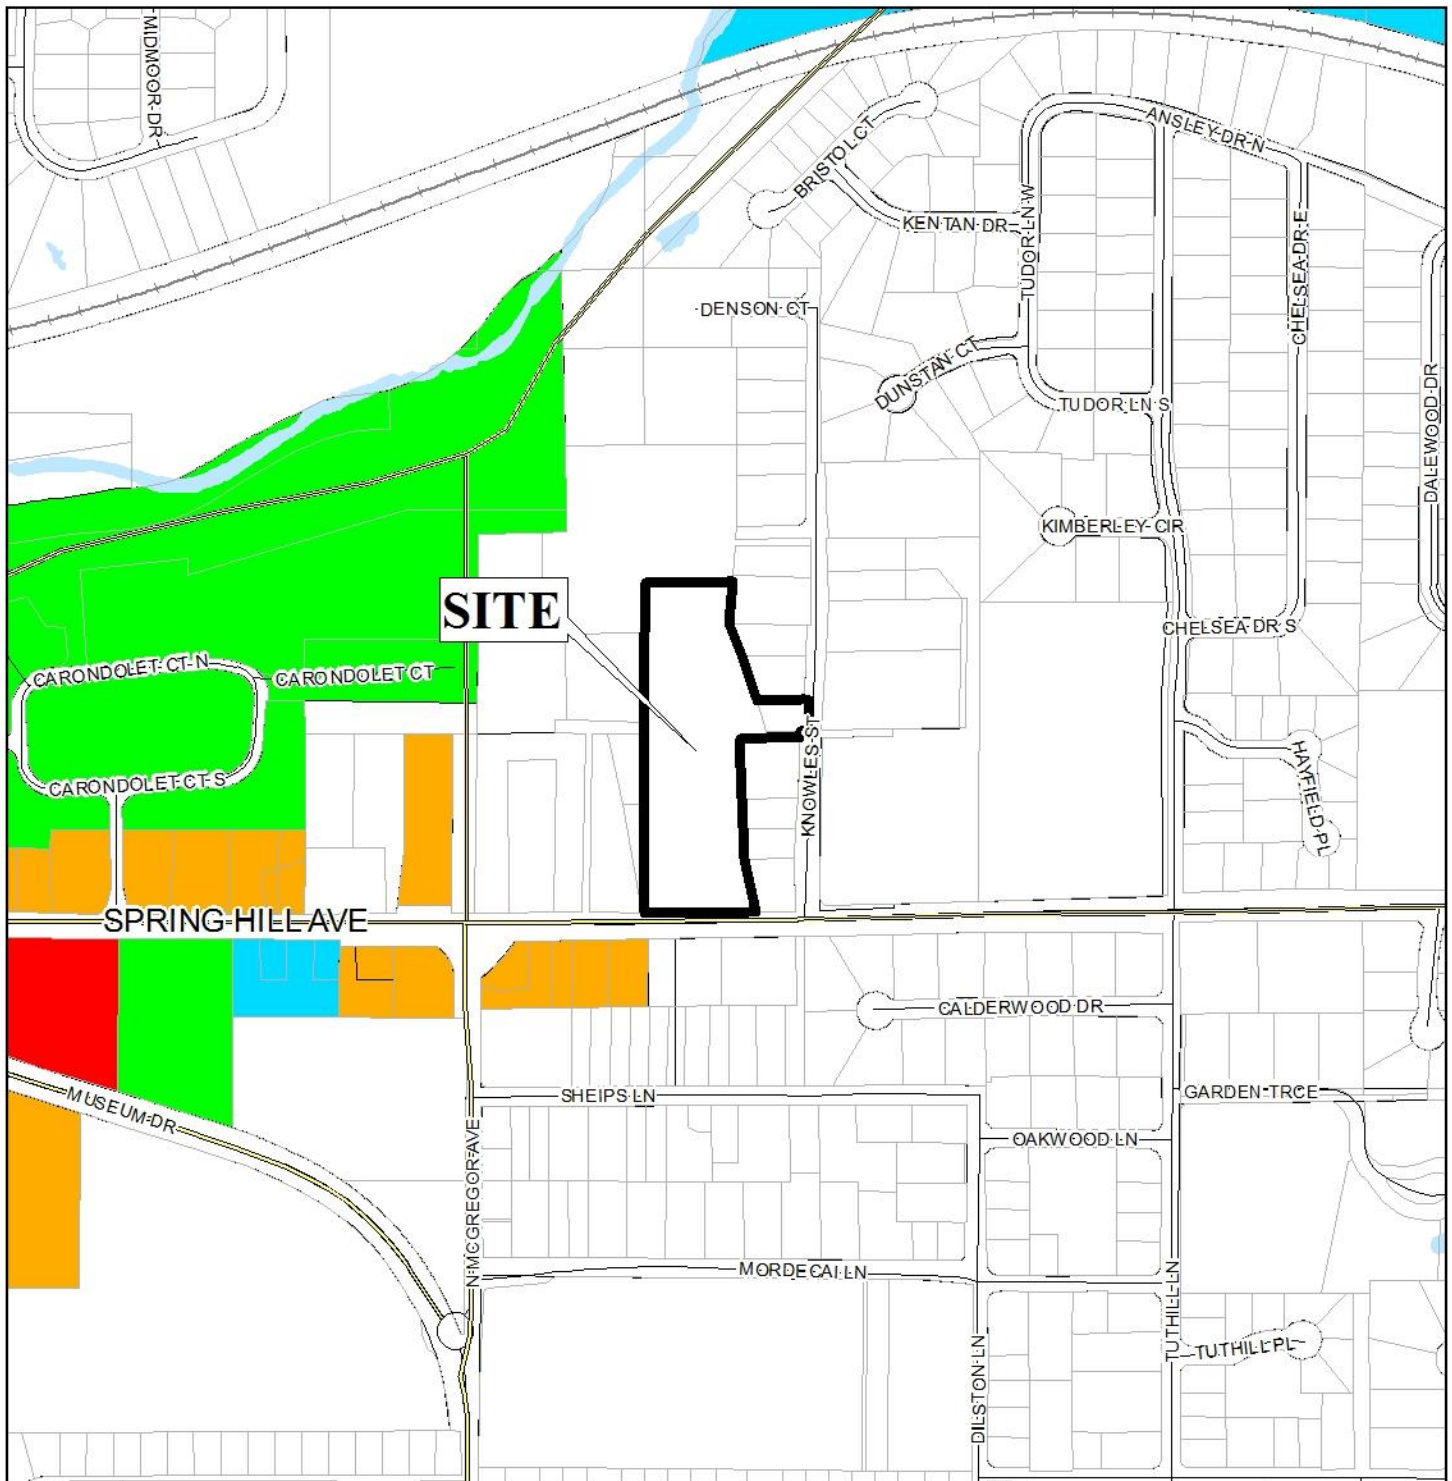 MIDMOOR DR
BRISTOL CT
ANSLEY DR N
KENTAN DR
TUDOR LN W
CHELSEA DR E
DENSON CT
DUNSTAN CT
TUDOR LN S
DALEWOOD DR
KIMBERLEY CIR
SITE
CHELSEA DR S
CARONDOLET CT N
CARONDOLET CT
KNOWLES ST
HAYFIELD PL
CARONDOLET CT S
SPRING HILL AVE
CALDERWOOD DR
MUSEUM DR
SHEIPS LN
GARDEN TRCE
N MCGREGOR AVE
OAKWOOD LN
MORDECAI LN
TUTHILL LN
DILSTON LN
TUTHILL PL